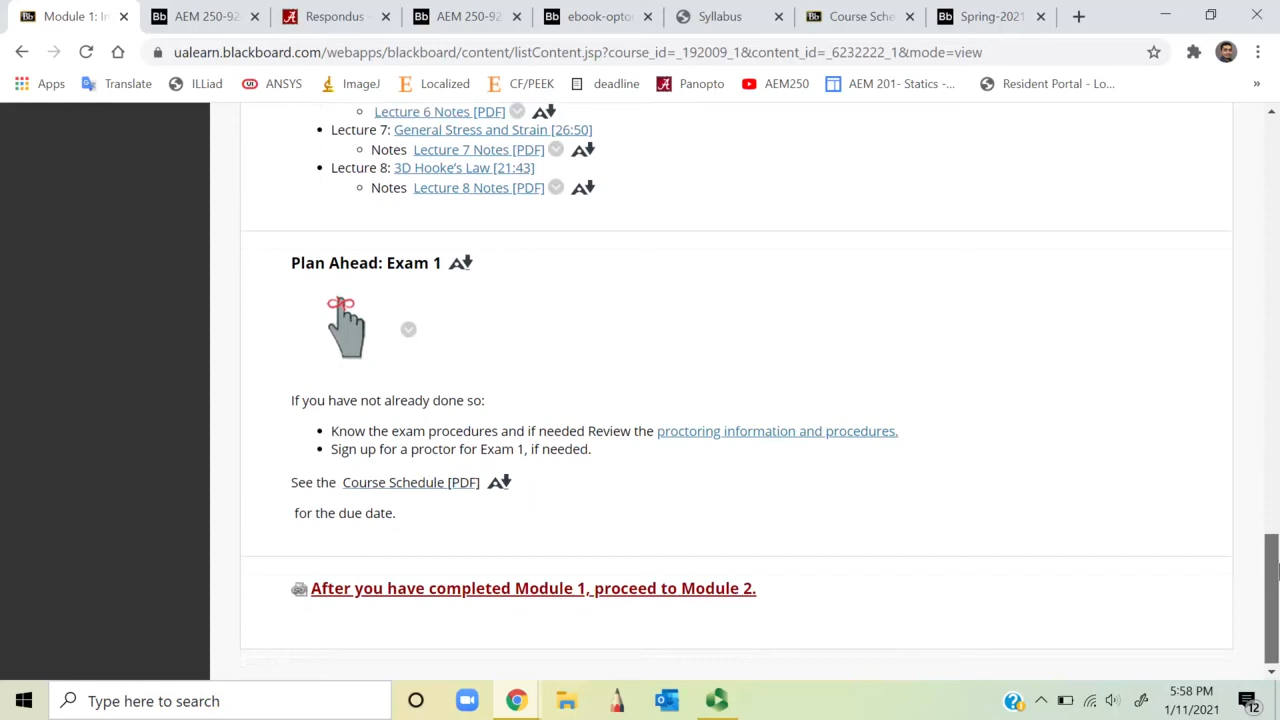 Module 1: In
AEM 250-92
Respondus -
AEM 250-92
ebook-opto
Syllabus
Course Sche
Spring-2021
ualearn.blackboard.com/webapps/blackboard/content/listContent.jsp?course_id=_192009_1&content_id=_6232222_1&mode=view
Apps Translate ILLiad ANSYS ImageJ Localized CF/PEEK deadline Panopto AEM250 AEM 201- Statics -... Resident Portal - Lo... »
Lecture 6 Notes [PDF]
Lecture 7: General Stress and Strain [26:50]
Notes Lecture 7 Notes [PDF]
Lecture 8: 3D Hooke's Law [21:43]
Notes Lecture 8 Notes [PDF]
Plan Ahead: Exam 1
If you have not already done so:
Know the exam procedures and if needed Review the proctoring information and procedures.
Sign up for a proctor for Exam 1, if needed.
See the Course Schedule [PDF]
for the due date.
After you have completed Module 1, proceed to Module 2.
Type here to search
5:58 PM
1/11/2021
12